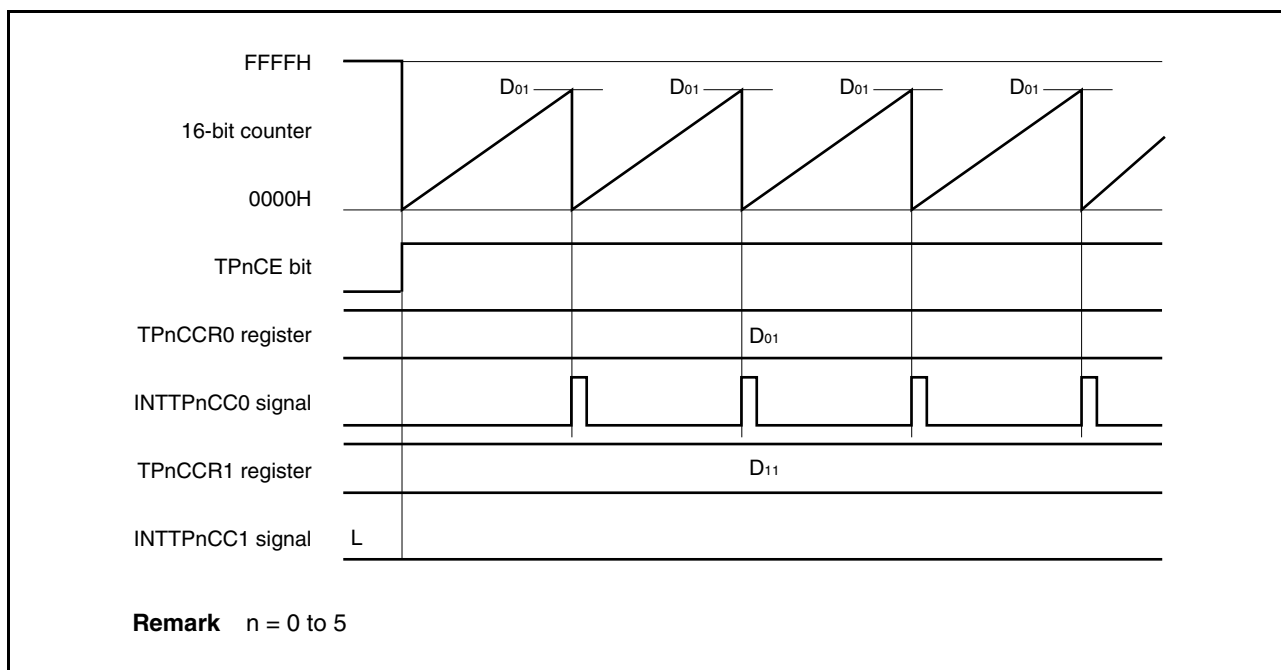 FFFFH
D01 D01 D01 D01
16-bit counter
0000H
TPnCE bit
TPnCCR0 register D01
INTTPnCC0 signal
TPnCCR1 register D11
INTTPnCC1 signal L
Remark n = 0 to 5